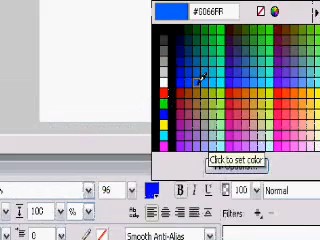 #0066FF
Click to set color
96
B I
100
Normal
100
%
Filters:
0
Smooth Anti-Alias